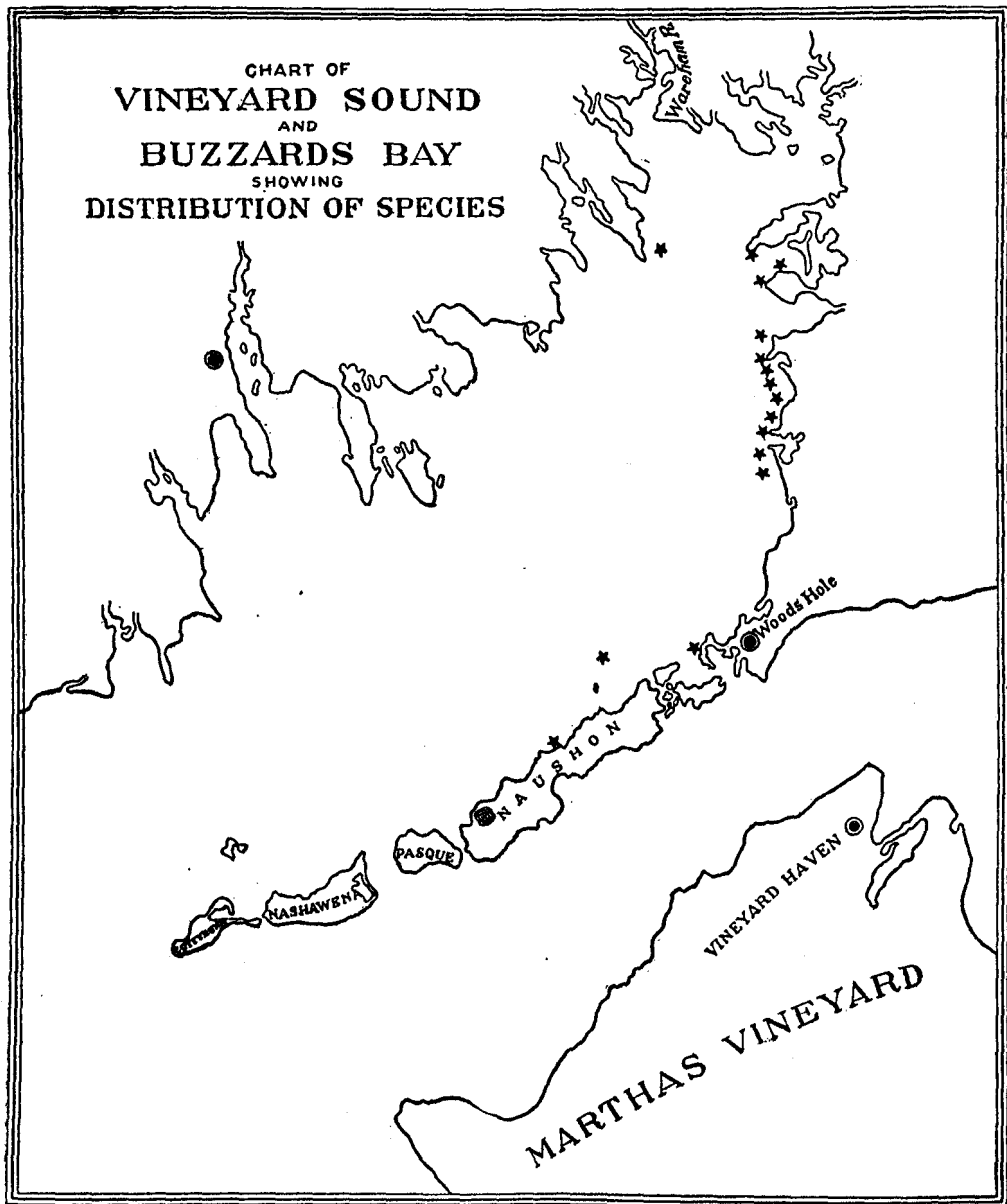 CHART OF
VINEYARD SOUND
AND
BUZZARDS BAY
SHOWING
DISTRIBUTION OF SPECIES
Wareham R.
Woods Hole
NAUSHON
PASQUE
NASHAWENA
VINEYARD HAVEN
MARTHAS VINEYARD